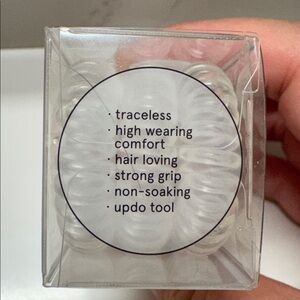 · traceless
· high wearing
comfort
· hair loving
· strong grip
· non-soaking
· updo tool